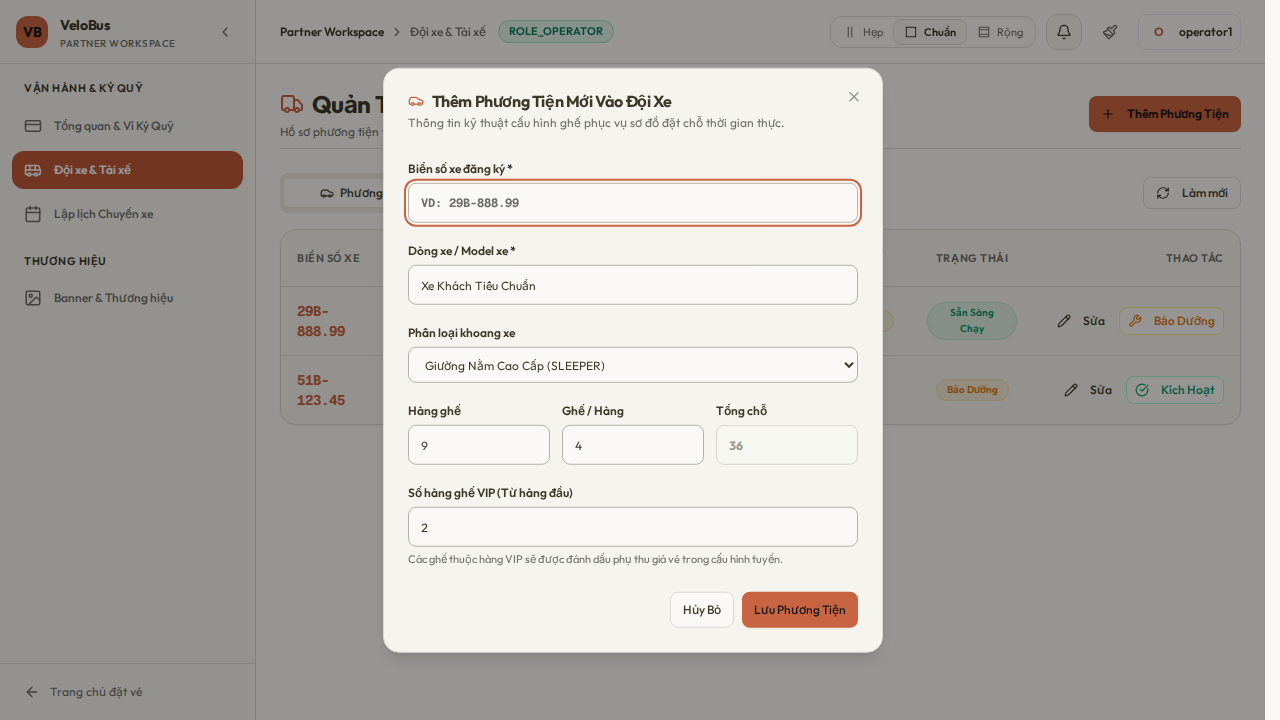 VB
VeloBus
PARTNER WORKSPACE
VẬN HÀNH & KÝ QUỸ
Tổng quan & Ví Ký Quỹ
Đội xe & Tài xế
Lập lịch Chuyến xe
THƯƠNG HIỆU
Banner & Thương hiệu
Trang chủ đặt vé
Partner Workspace
Đội xe & Tài xế
ROLE_OPERATOR
Hẹp
Chuẩn
Rộng
O
operator1
Quản T
Hồ sơ phương tiện
Thêm Phương Tiện
Phương
Làm mới
BIỂN SỐ XE
TRẠNG THÁI
THAO TÁC
29B-
888.99
Sẵn Sàng
Chạy
Sửa
Bảo Dưỡng
51B-
123.45
Bảo Dưỡng
Sửa
Kích Hoạt
Thêm Phương Tiện Mới Vào Đội Xe
Thông tin kỹ thuật cấu hình ghế phục vụ sơ đồ đặt chỗ thời gian thực.
Biển số xe đăng ký *
VD: 29B-888.99
Dòng xe / Model xe *
Xe Khách Tiêu Chuẩn
Phân loại khoang xe
Giường Nằm Cao Cấp (SLEEPER)
Hàng ghế
Ghế / Hàng
Tổng chỗ
9
4
36
Số hàng ghế VIP (Từ hàng đầu)
2
Các ghế thuộc hàng VIP sẽ được đánh dấu phụ thu giá vé trong cấu hình tuyến.
Hủy Bỏ
Lưu Phương Tiện